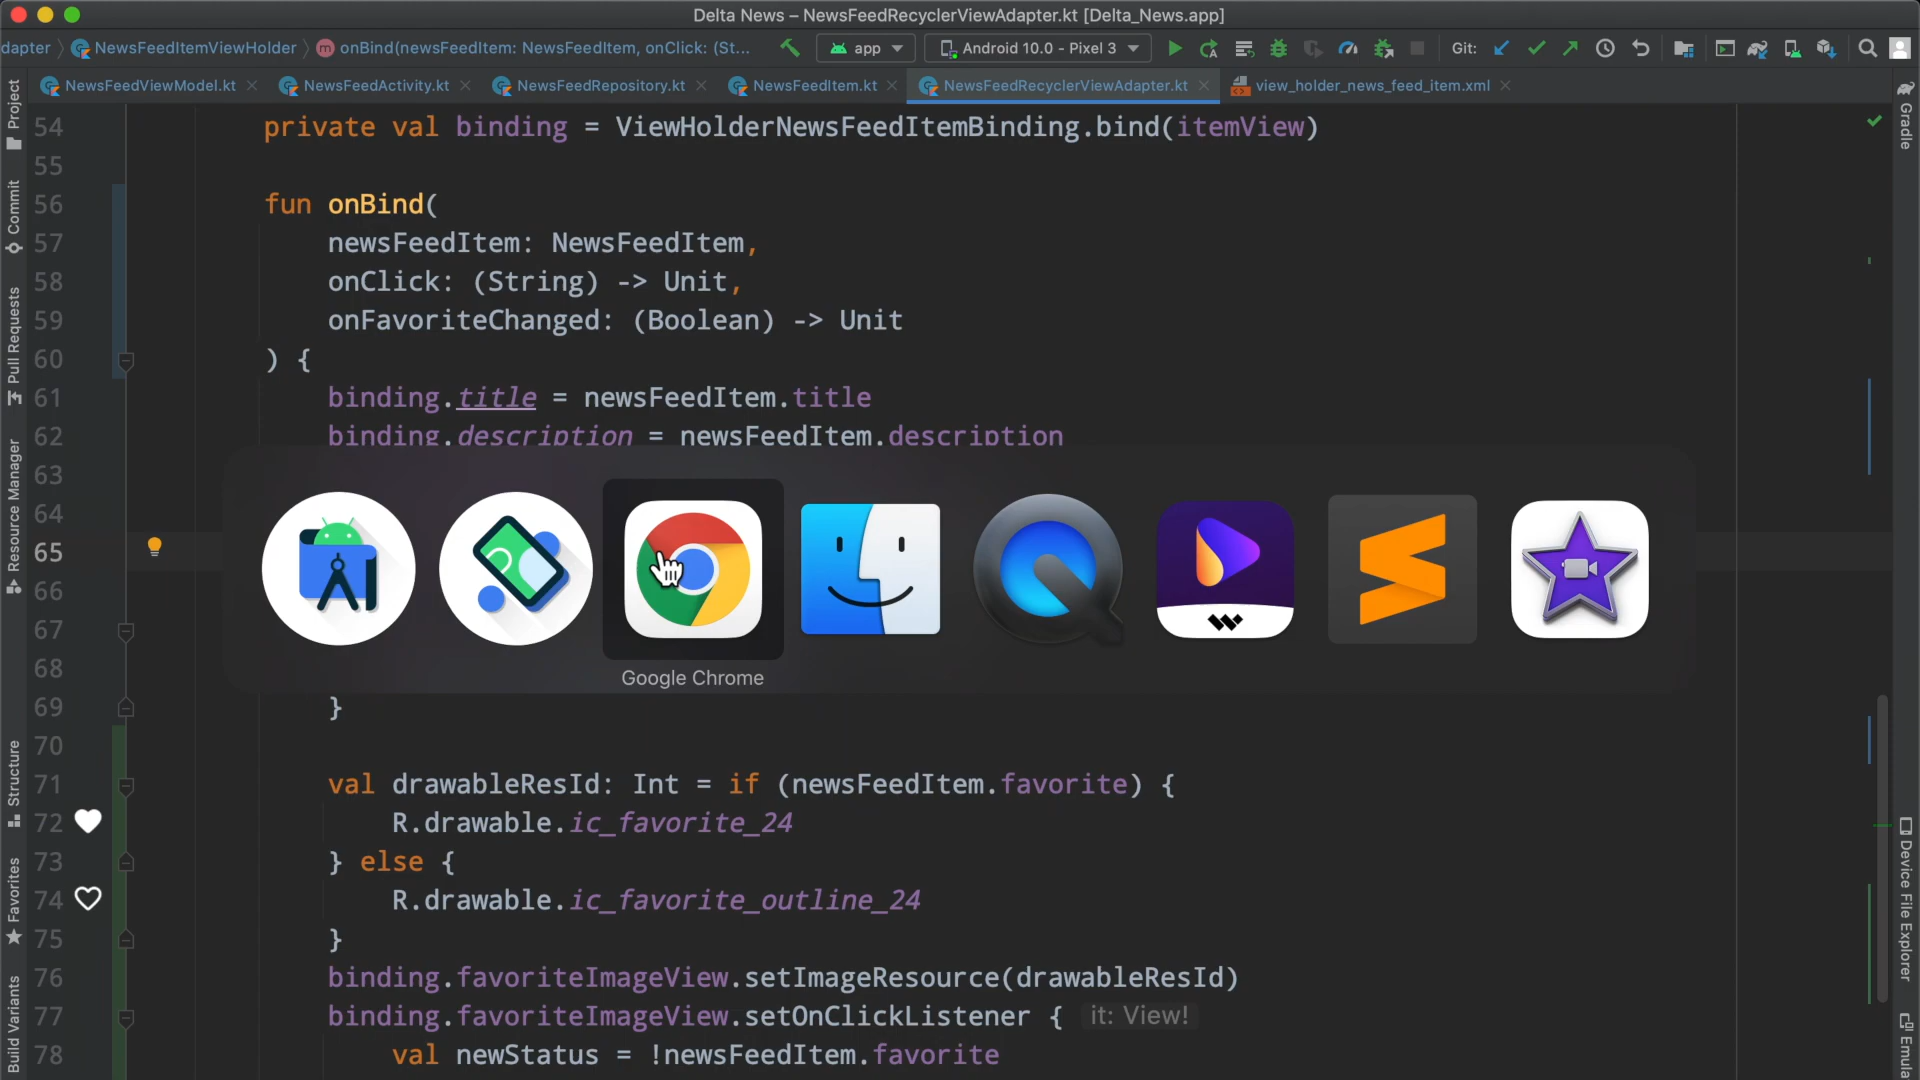 Delta News – NewsFeedRecyclerViewAdapter.kt [Delta_News.app]
dapter NewsFeedItemViewHolder m onBind(newsFeedItem: NewsFeedItem, onClick: (St... app Android 10.0 - Pixel 3 Git:
NewsFeedViewModel.kt NewsFeedActivity.kt NewsFeedRepository.kt NewsFeedItem.kt NewsFeedRecyclerViewAdapter.kt view_holder_news_feed_item.xml
Project
Commit
Pull Requests
Resource Manager
Structure
Favorites
Build Variants
54 private val binding = ViewHolderNewsFeedItemBinding.bind(itemView)
55
56 fun onBind(
57 newsFeedItem: NewsFeedItem,
58 onClick: (String) -> Unit,
59 onFavoriteChanged: (Boolean) -> Unit
60 ) {
61 binding.title = newsFeedItem.title
62 binding.description = newsFeedItem.description
63
64
65
66
67
68
Google Chrome
69 }
70
71 val drawableResId: Int = if (newsFeedItem.favorite) {
72 R.drawable.ic_favorite_24
73 } else {
74 R.drawable.ic_favorite_outline_24
75 }
76 binding.favoriteImageView.setImageResource(drawableResId)
77 binding.favoriteImageView.setOnClickListener { it: View!
78 val newStatus = !newsFeedItem.favorite
Gradle
Device File Explorer
Emula